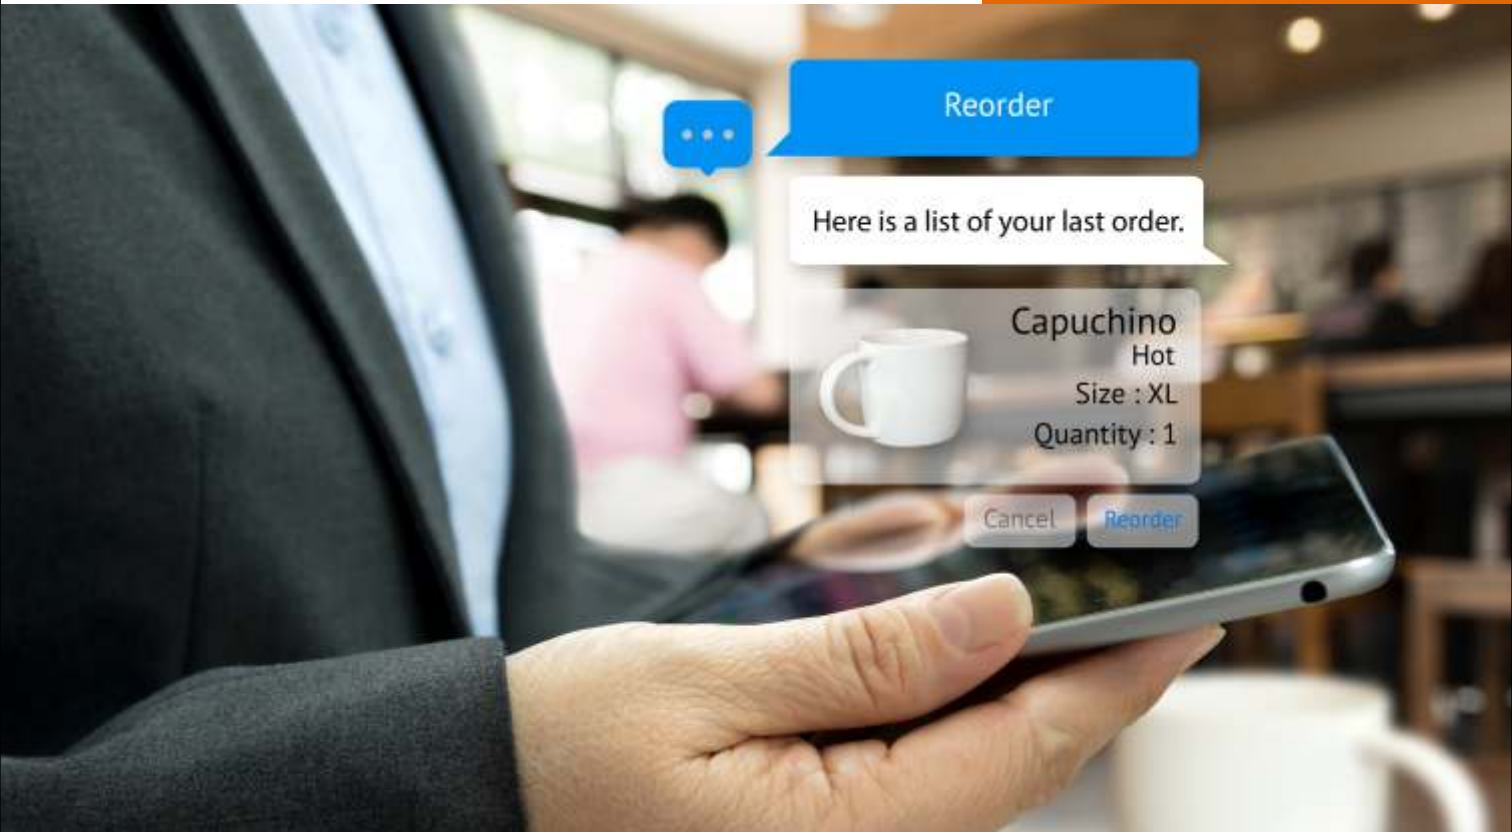 Reorder
Here is a list of your last order.
Capuchino
Hot
Size : XL
Quantity : 1
Cancel
Reorder